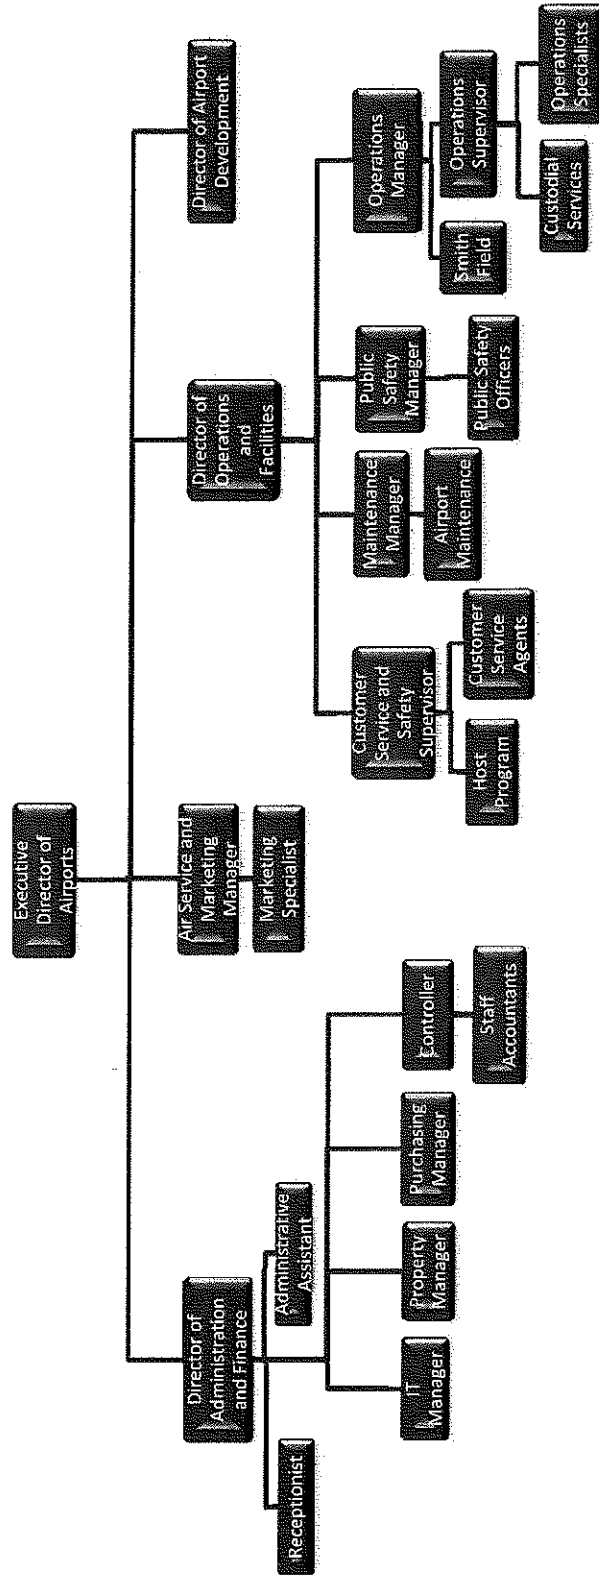 Executive
Director of
Airports
Director of
Administration
and Finance
Air Service and
Marketing
Manager
Director of
Operations
and
Facilities
Director of Airport
Development
Marketing
Specialist
Receptionist
Administrative
Assistant
IT
Manager
Property
Manager
Purchasing
Manager
Controller
Staff
Accountants
Customer
Service and
Safety
Supervisor
Maintenance
Manager
Public
Safety
Manager
Operations
Manager
Host
Program
Customer
Service
Agents
Airport
Maintenance
Public Safety
Officers
Smith
Field
Operations
Supervisor
Custodial
Services
Operations
Specialists